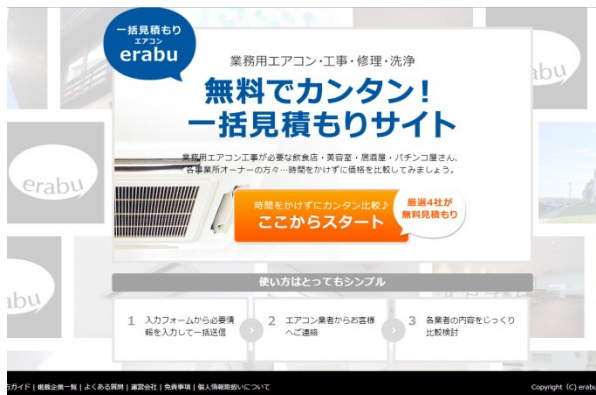 一括見積もり
エアコン
erabu
業務用エアコン・工事・修理・洗浄
無料でカンタン！
一括見積もりサイト
業務用エアコン工事が必要な飲食店・美容室・居酒屋・パチンコ屋さん、
各事業所オーナーの方々…時間をかけずに価格を比較してみましょう。
時間をかけずにカンタン比較♪
ここからスタート
厳選4社が
無料見積もり
erabu
abu
abu
使い方はとってもシンプル
1 入力フォームから必要情
報を入力して一括送信
2 エアコン業者からお客様
へご連絡
3 各業者の内容をじっくり
比較検討
方ガイド | 掲載企業一覧 | よくある質問 | 運営会社 | 免責事項 | 個人情報取扱いについて
Copyright (C) erabu